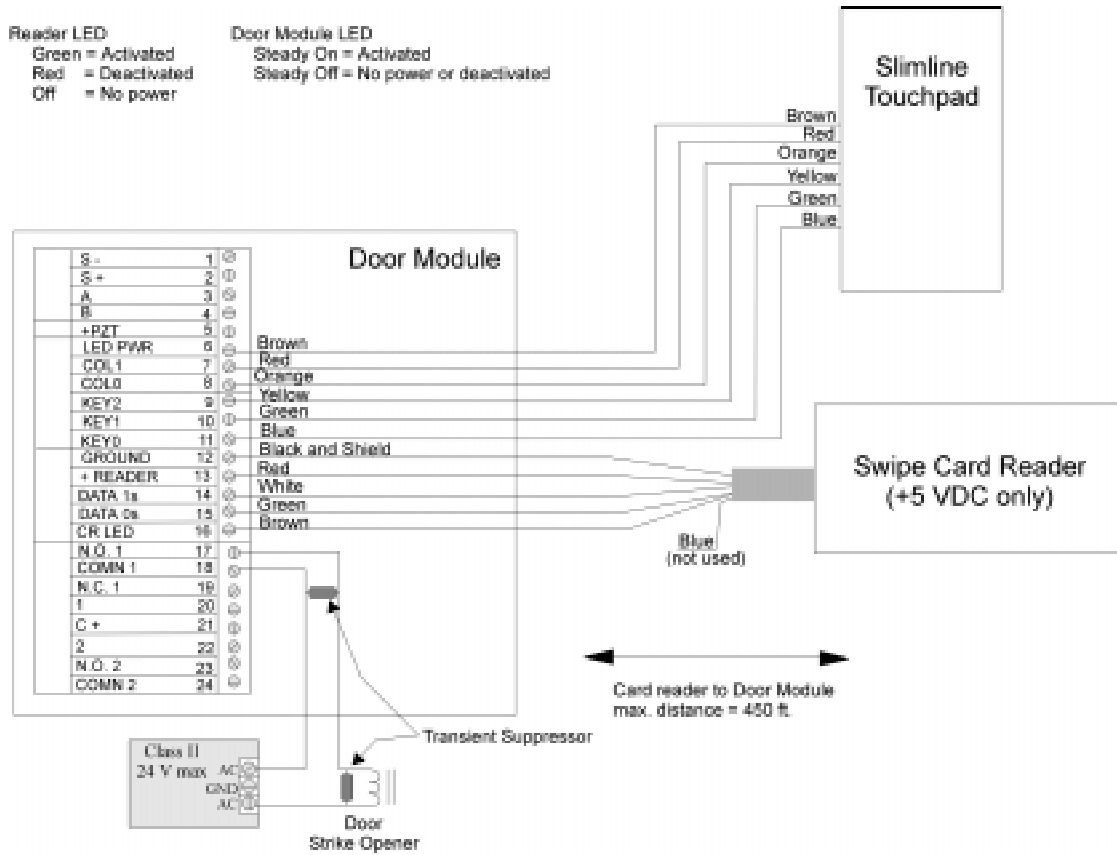 Reader LED
Green = Activated
Red = Deactivated
Off = No power
Door Module LED
Steady On = Activated
Steady Off = No power or deactivated
Slimline
Touchpad
Brown
Red
Orange
Yellow
Green
Blue
Door Module
S - 1
S + 2
A 3
B 4
+PZT 5
LED PWR 6 Brown
COL1 7 Red
COL0 8 Orange
KEY2 9 Yellow
KEY1 10 Green
KEY0 11 Blue
GROUND 12 Black and Shield
+ READER 13 Red
DATA 1s 14 White
DATA 0s 15 Green
CR LED 16 Brown
N.O. 1 17
COMN 1 18
N.C. 1 19
1 20
C + 21
2 22
N.O. 2 23
COMN 2 24
Swipe Card Reader
(+5 VDC only)
Blue
(not used)
Card reader to Door Module
max. distance = 450 ft.
Transient Suppressor
Class II
24 V max
AC
GND
AC
Door
Strike Opener